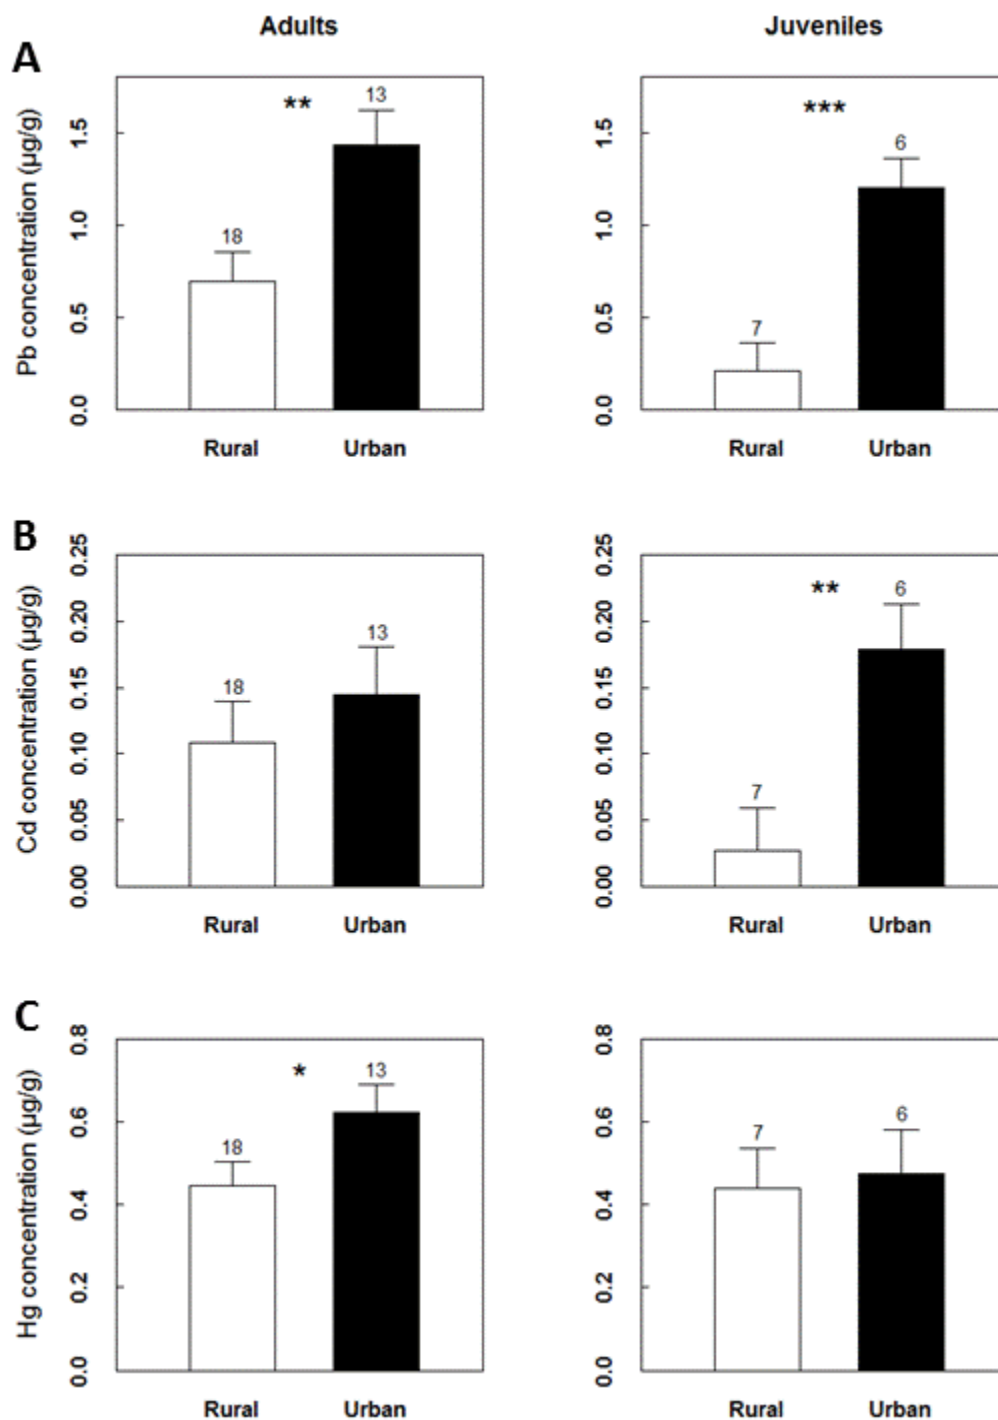 Adults Juveniles
A
Pb concentration (µg/g)
0.0 0.5 1.0 1.5
18 ** 13
Rural Urban
0.0 0.5 1.0 1.5
7 *** 6
Rural Urban
B
Cd concentration (µg/g)
0.00 0.05 0.10 0.15 0.20 0.25
18 13
Rural Urban
0.00 0.05 0.10 0.15 0.20 0.25
7 ** 6
Rural Urban
C
Hg concentration (µg/g)
0.0 0.2 0.4 0.6 0.8
18 * 13
Rural Urban
0.0 0.2 0.4 0.6 0.8
7 6
Rural Urban